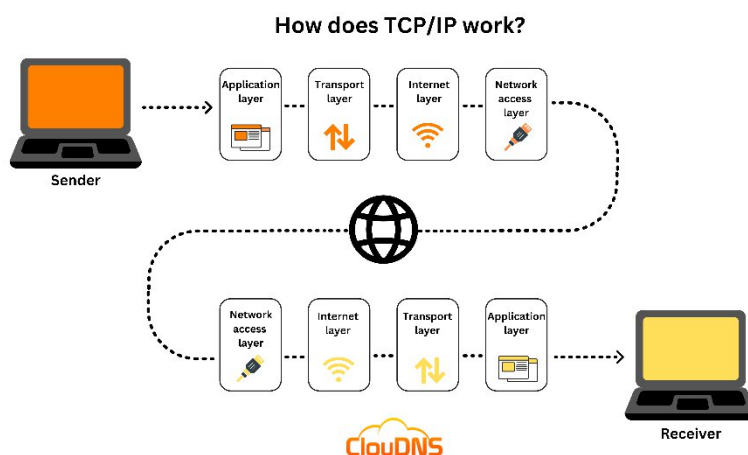 How does TCP/IP work?
Application
layer
Transport
layer
Internet
layer
Network
access
layer
Sender
Network
access
layer
Internet
layer
Transport
layer
Application
layer
Receiver
ClouDNS